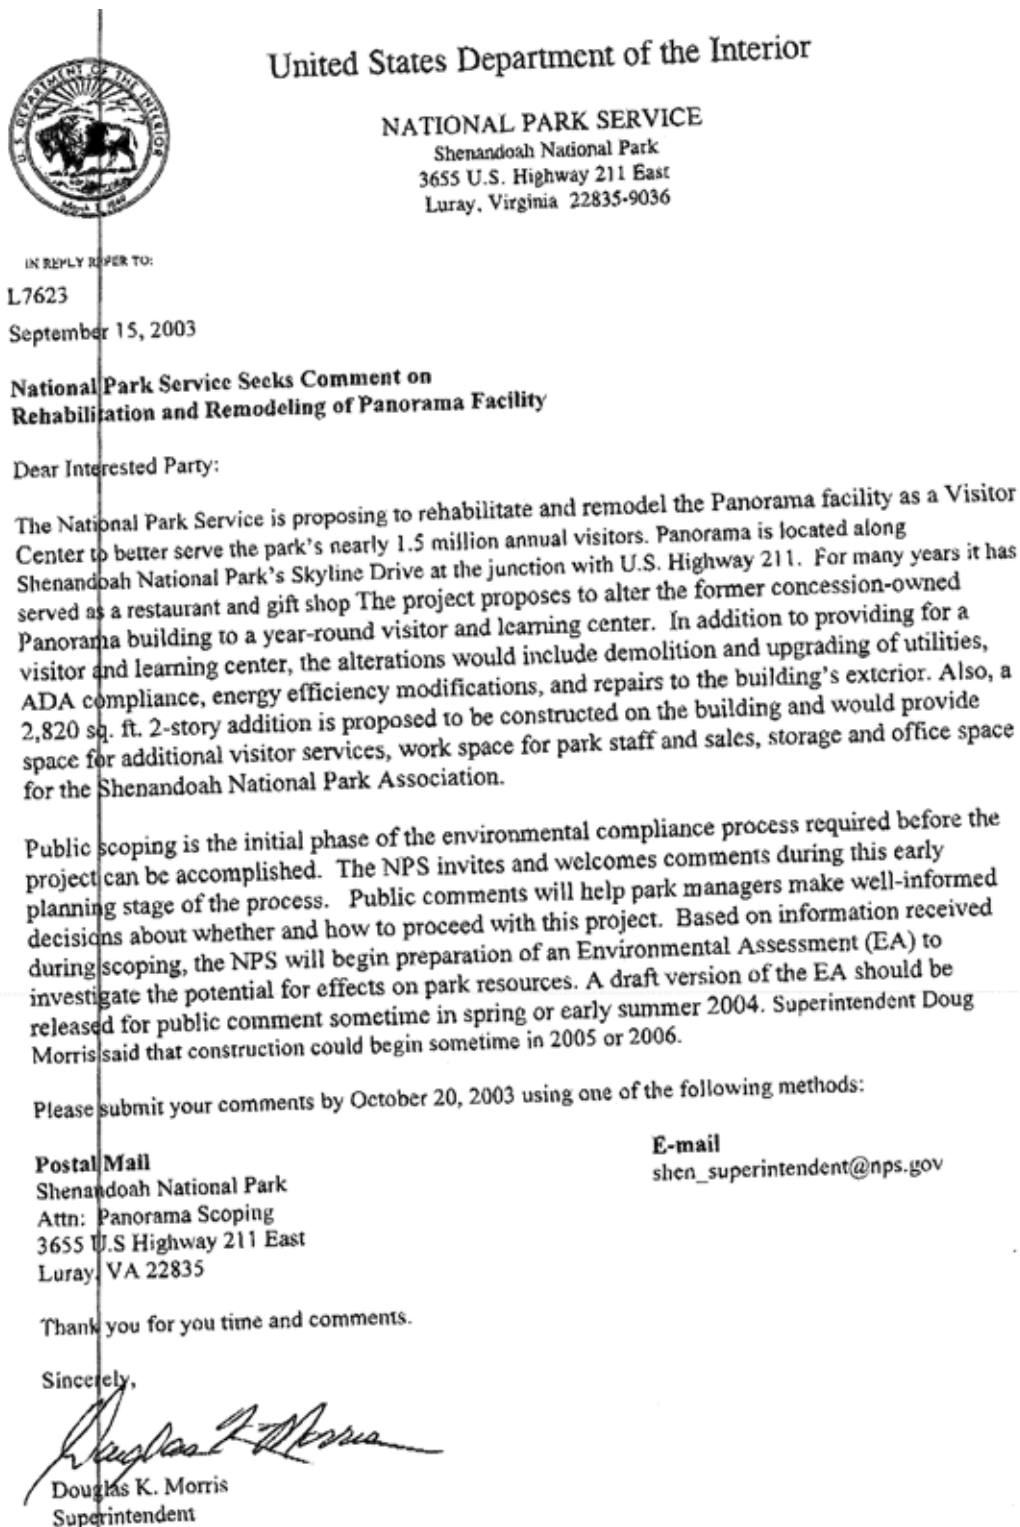 United States Department of the Interior
U. S. DEPARTMENT OF THE INTERIOR
March 3, 1849
NATIONAL PARK SERVICE
Shenandoah National Park
3655 U.S. Highway 211 East
Luray, Virginia 22835-9036
IN REPLY REFER TO:
L7623
September 15, 2003
National Park Service Seeks Comment on
Rehabilitation and Remodeling of Panorama Facility
Dear Interested Party:
The National Park Service is proposing to rehabilitate and remodel the Panorama facility as a Visitor
Center to better serve the park's nearly 1.5 million annual visitors. Panorama is located along
Shenandoah National Park's Skyline Drive at the junction with U.S. Highway 211. For many years it has
served as a restaurant and gift shop The project proposes to alter the former concession-owned
Panorama building to a year-round visitor and learning center. In addition to providing for a
visitor and learning center, the alterations would include demolition and upgrading of utilities,
ADA compliance, energy efficiency modifications, and repairs to the building's exterior. Also, a
2,820 sq. ft. 2-story addition is proposed to be constructed on the building and would provide
space for additional visitor services, work space for park staff and sales, storage and office space
for the Shenandoah National Park Association.
Public scoping is the initial phase of the environmental compliance process required before the
project can be accomplished. The NPS invites and welcomes comments during this early
planning stage of the process. Public comments will help park managers make well-informed
decisions about whether and how to proceed with this project. Based on information received
during scoping, the NPS will begin preparation of an Environmental Assessment (EA) to
investigate the potential for effects on park resources. A draft version of the EA should be
released for public comment sometime in spring or early summer 2004. Superintendent Doug
Morris said that construction could begin sometime in 2005 or 2006.
Please submit your comments by October 20, 2003 using one of the following methods:
Postal Mail
Shenandoah National Park
Attn: Panorama Scoping
3655 U.S Highway 211 East
Luray, VA 22835
E-mail
shen_superintendent@nps.gov
Thank you for you time and comments.
Sincerely,
Douglas K Morris
Douglas K. Morris
Superintendent